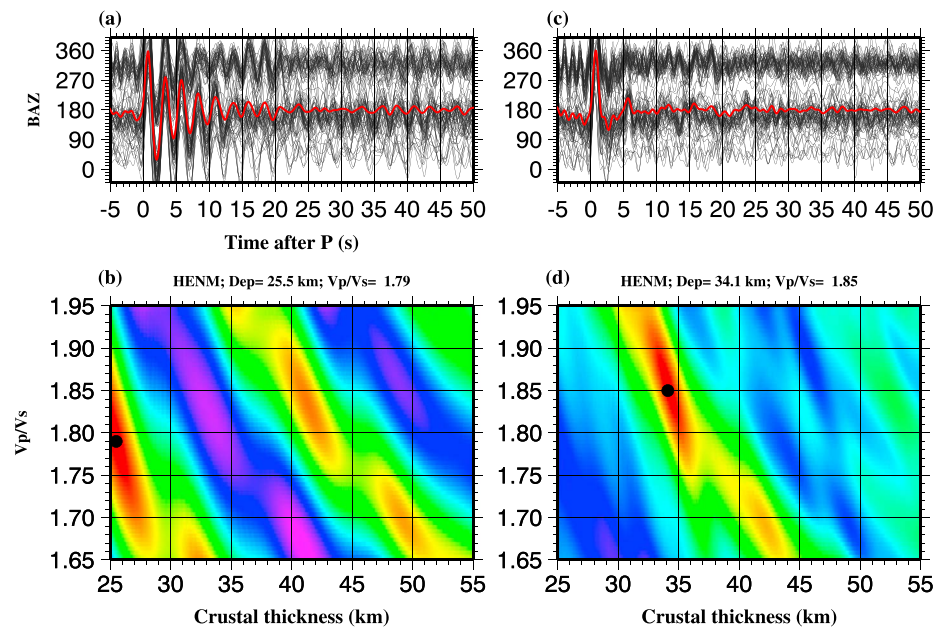 (a)
(c)
360
270
180
90
0
BAZ
-5 0 5 10 15 20 25 30 35 40 45 50
-5 0 5 10 15 20 25 30 35 40 45 50
Time after P (s)
(b)
HENM; Dep= 25.5 km; Vp/Vs= 1.79
(d)
HENM; Dep= 34.1 km; Vp/Vs= 1.85
1.95
1.90
1.85
1.80
1.75
1.70
1.65
Vp/Vs
1.95
1.90
1.85
1.80
1.75
1.70
1.65
25 30 35 40 45 50 55
25 30 35 40 45 50 55
Crustal thickness (km)
Crustal thickness (km)
360
270
180
90
0